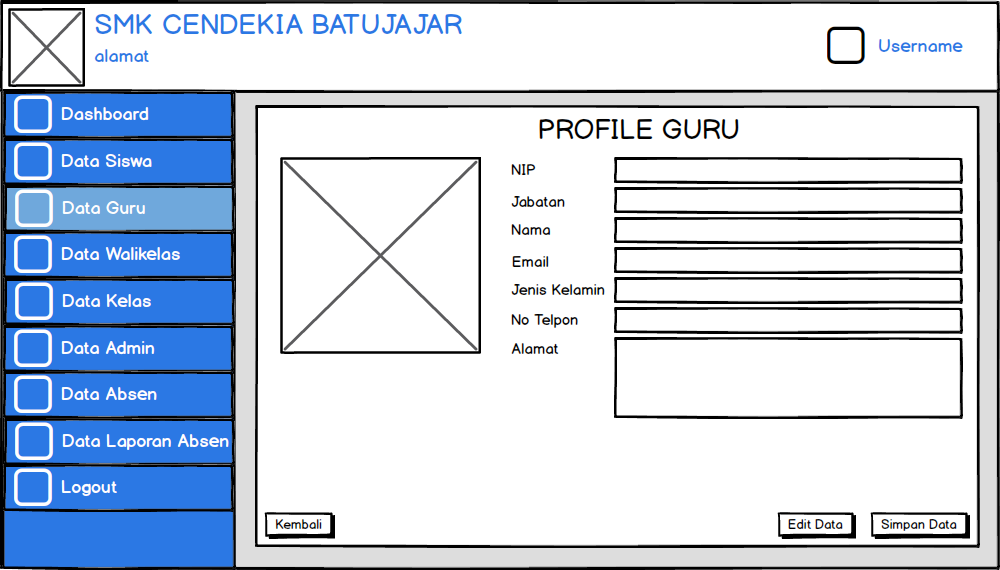 SMK CENDEKIA BATUJAJAR
alamat
Username
Dashboard
Data Siswa
Data Guru
Data Walikelas
Data Kelas
Data Admin
Data Absen
Data Laporan Absen
Logout
PROFILE GURU
NIP
Jabatan
Nama
Email
Jenis Kelamin
No Telpon
Alamat
Kembali
Edit Data
Simpan Data